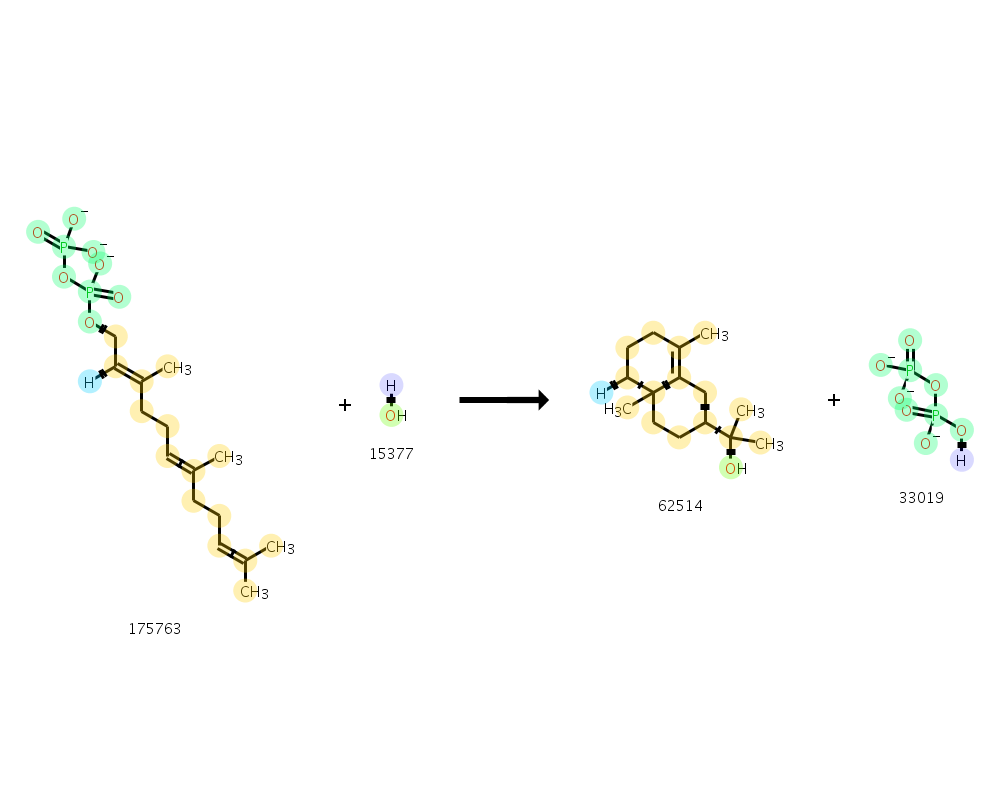 O⁻
O
P
O⁻
O⁻
O
P
O
O
H
CH₃
CH₃
CH₃
CH₃
175763
+
H
OH
15377
CH₃
H
H₃C
CH₃
CH₃
OH
62514
+
O
O⁻
P
O⁻
O
O
P
O
O⁻
H
33019